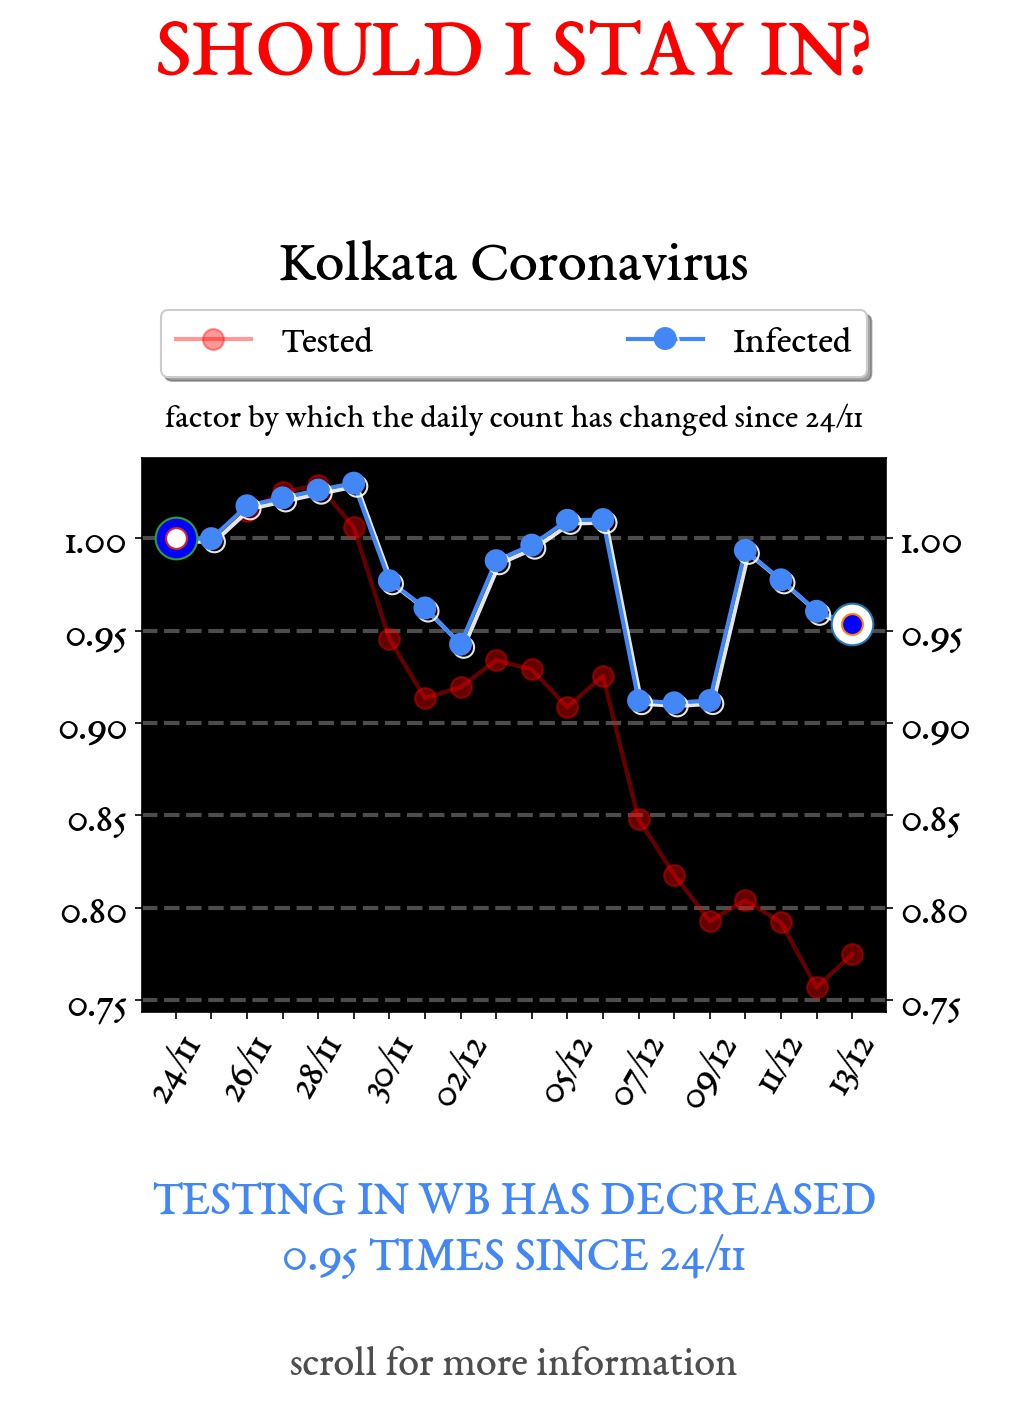 SHOULD I STAY IN?
Kolkata Coronavirus
Tested Infected
factor by which the daily count has changed since 24/11
1.00 1.00
0.95 0.95
0.90 0.90
0.85 0.85
0.80 0.80
0.75 0.75
24/11 26/11 28/11 30/11 02/12 05/12 07/12 09/12 11/12 13/12
TESTING IN WB HAS DECREASED
0.95 TIMES SINCE 24/11
scroll for more information